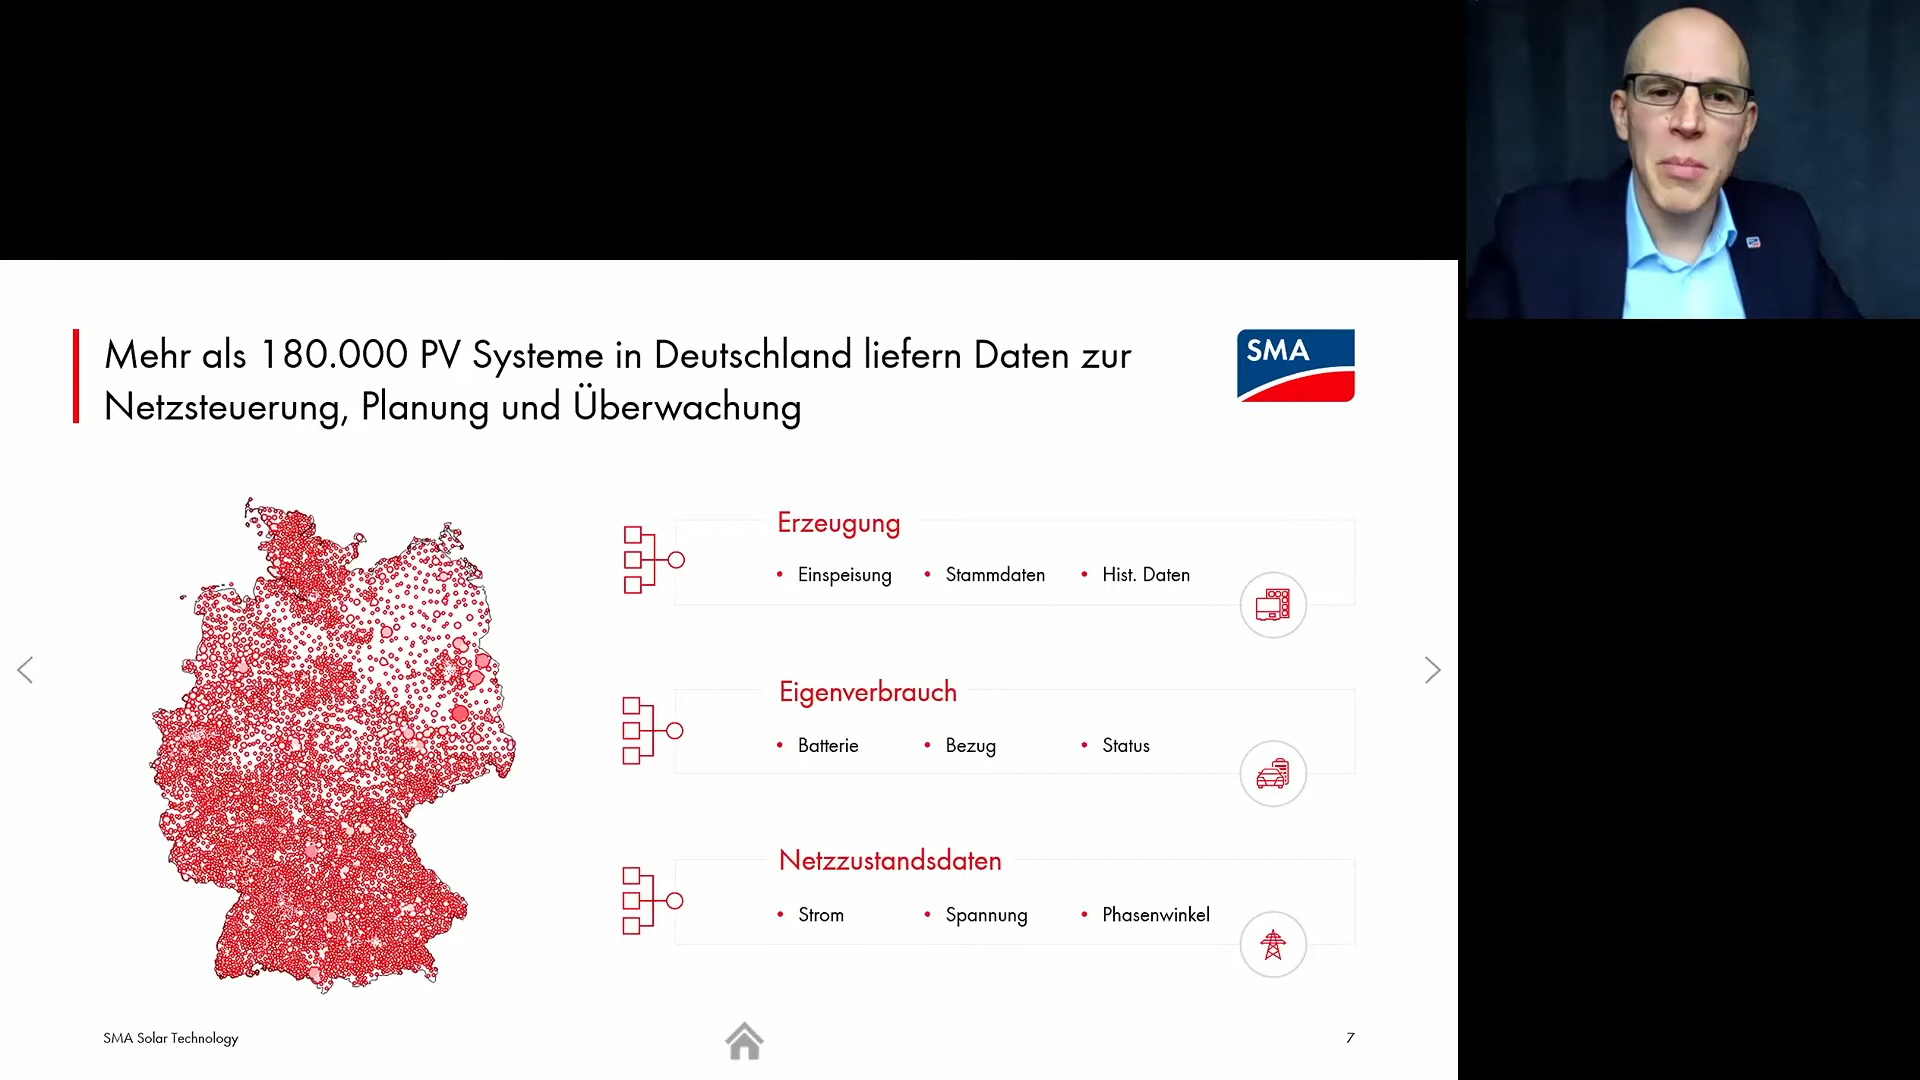 Mehr als 180.000 PV Systeme in Deutschland liefern Daten zur
Netzsteuerung, Planung und Überwachung
SMA
Erzeugung
• Einspeisung • Stammdaten • Hist. Daten
Eigenverbrauch
• Batterie • Bezug • Status
Netzzustandsdaten
• Strom • Spannung • Phasenwinkel
SMA Solar Technology
7